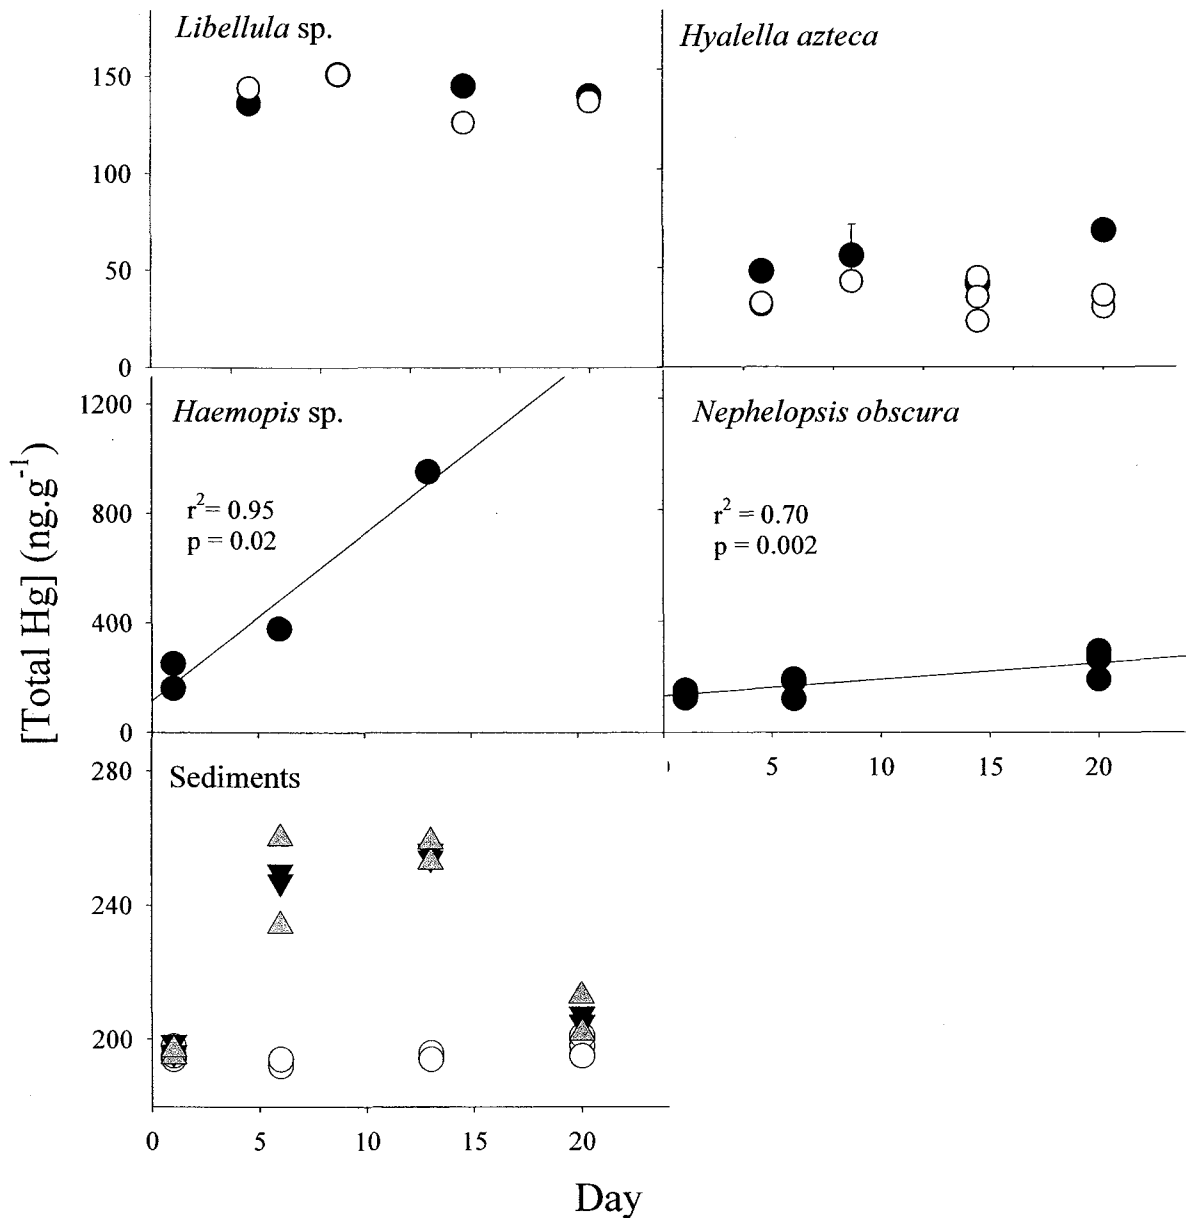 Libellula sp.
Hyalella azteca
150
100
50
0
Haemopis sp.
Nephelopsis obscura
1200
800
400
0
r² = 0.95
p = 0.02
r² = 0.70
p = 0.002
[Total Hg] (ng.g⁻¹)
5
10
15
20
Sediments
280
240
200
0
5
10
15
20
Day